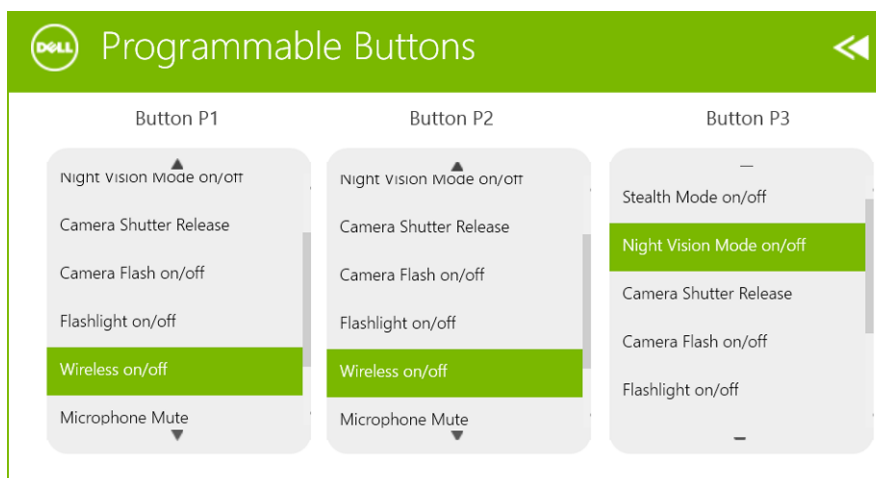 DELL
Programmable Buttons
Button P1
Night Vision Mode on/off
Camera Shutter Release
Camera Flash on/off
Flashlight on/off
Wireless on/off
Microphone Mute
Button P2
Night Vision Mode on/off
Camera Shutter Release
Camera Flash on/off
Flashlight on/off
Wireless on/off
Microphone Mute
Button P3
Stealth Mode on/off
Night Vision Mode on/off
Camera Shutter Release
Camera Flash on/off
Flashlight on/off